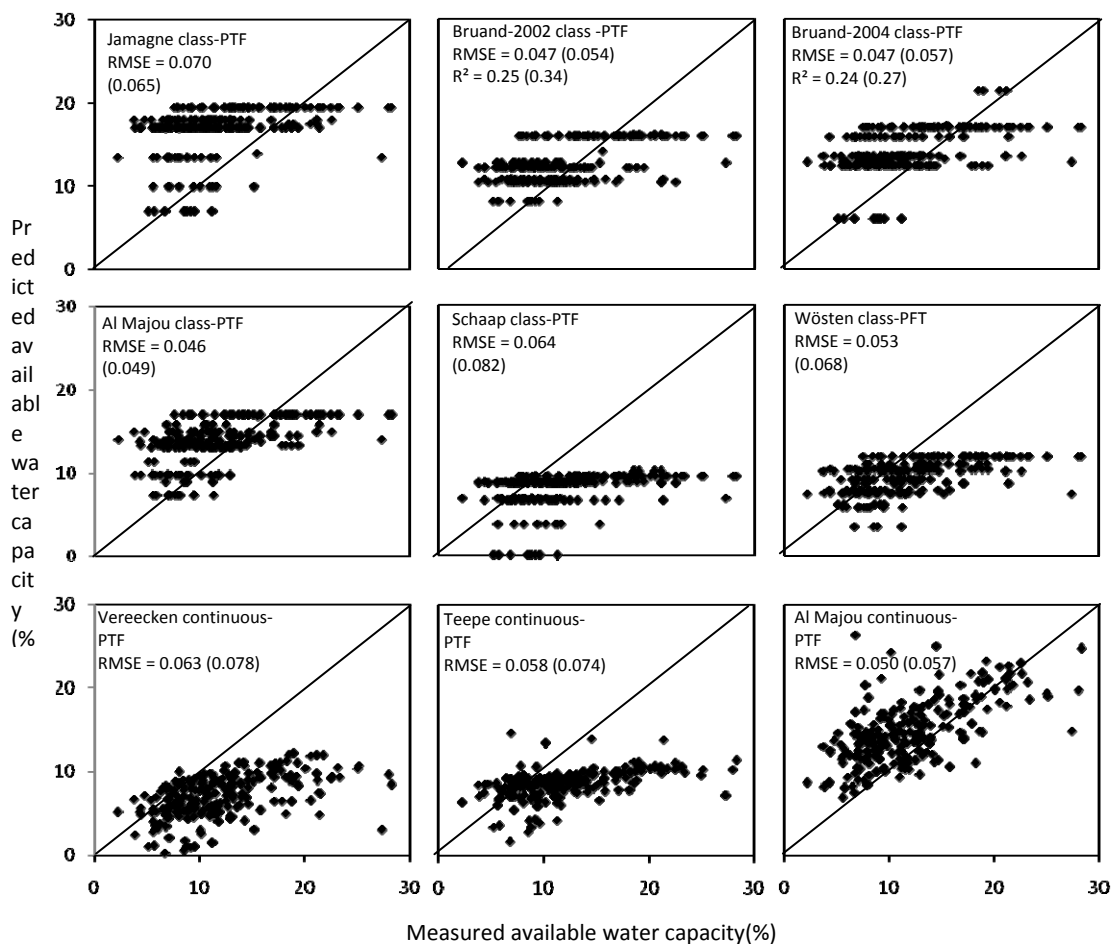 30
20
10
0
Jamagne class-PTF
RMSE = 0.070
(0.065)
Bruand-2002 class -PTF
RMSE = 0.047 (0.054)
R² = 0.25 (0.34)
Bruand-2004 class-PTF
RMSE = 0.047 (0.057)
R² = 0.24 (0.27)
30
20
10
0
Al Majou class-PTF
RMSE = 0.046
(0.049)
Schaap class-PTF
RMSE = 0.064
(0.082)
Wösten class-PFT
RMSE = 0.053
(0.068)
30
20
10
0
Vereecken continuous-
PTF
RMSE = 0.063 (0.078)
Teepe continuous-
PTF
RMSE = 0.058 (0.074)
Al Majou continuous-
PTF
RMSE = 0.050 (0.057)
0 10 20 30
0 10 20 30
0 10 20 30
Pr
ed
ict
ed
av
ail
abl
e
wa
ter
ca
pa
cit
y
(%
Measured available water capacity(%)